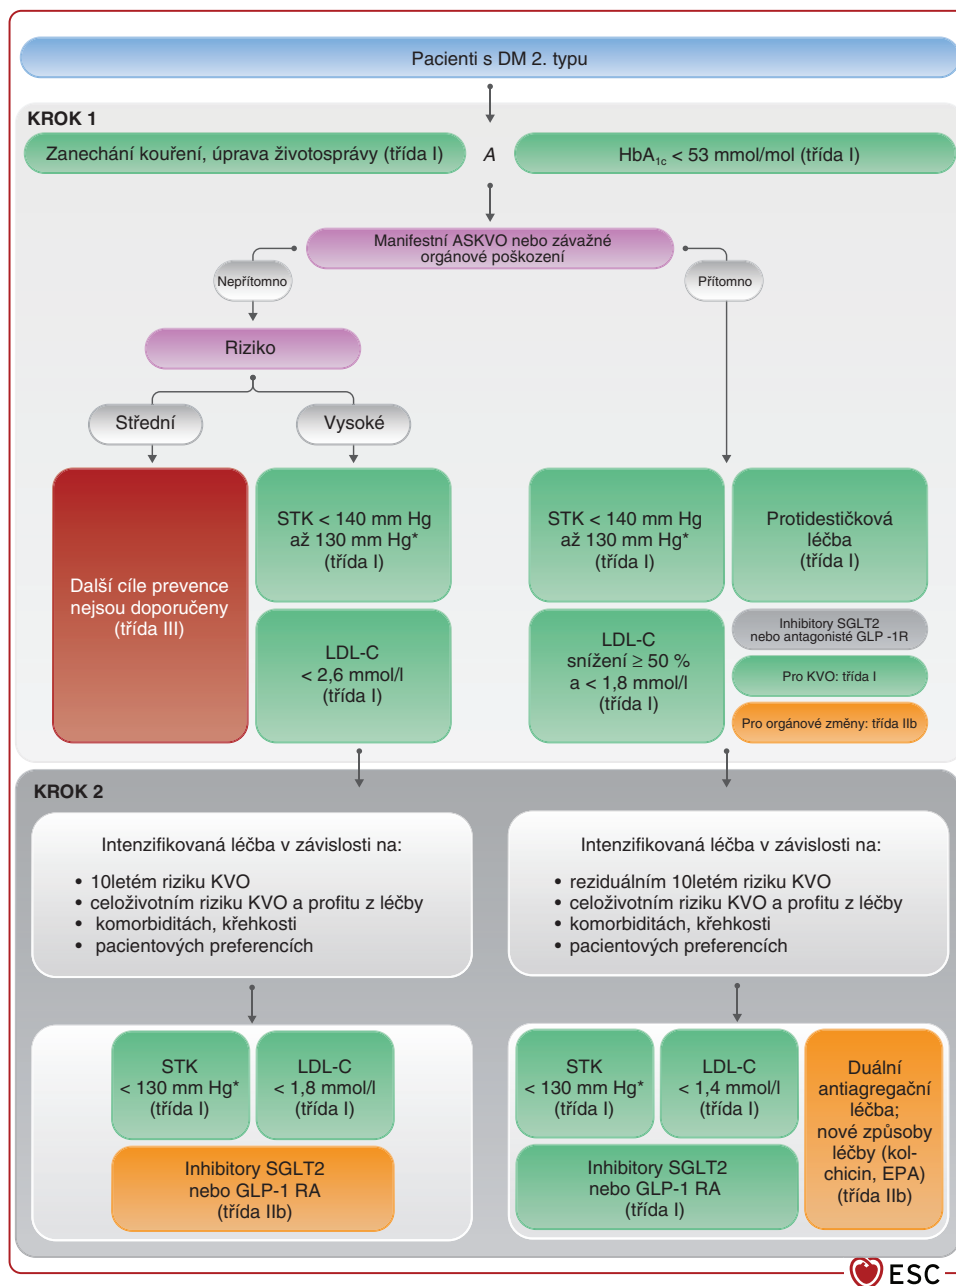 Pacienti s DM 2. typu
KROK 1
Zanechání kouření, úprava životosprávy (třída I)
A
HbA1c < 53 mmol/mol (třída I)
Manifestní ASKVO nebo závažné
orgánové poškození
Nepřítomno
Přítomno
Riziko
Střední
Vysoké
Další cíle prevence
nejsou doporučeny
(třída III)
STK < 140 mm Hg
až 130 mm Hg*
(třída I)
LDL-C
< 2,6 mmol/l
(třída I)
STK < 140 mm Hg
až 130 mm Hg*
(třída I)
LDL-C
snížení ≥ 50 %
a < 1,8 mmol/l
(třída I)
Protidestičková
léčba
(třída I)
Inhibitory SGLT2
nebo antagonisté GLP -1R
Pro KVO: třída I
Pro orgánové změny: třída IIb
KROK 2
Intenzifikovaná léčba v závislosti na:
• 10letém riziku KVO
• celoživotním riziku KVO a profitu z léčby
• komorbiditách, křehkosti
• pacientových preferencích
Intenzifikovaná léčba v závislosti na:
• reziduálním 10letém riziku KVO
• celoživotním riziku KVO a profitu z léčby
• komorbiditách, křehkosti
• pacientových preferencích
STK
< 130 mm Hg*
(třída I)
LDL-C
< 1,8 mmol/l
(třída I)
Inhibitory SGLT2
nebo GLP-1 RA
(třída IIb)
STK
< 130 mm Hg*
(třída I)
LDL-C
< 1,4 mmol/l
(třída I)
Inhibitory SGLT2
nebo GLP-1 RA
(třída I)
Duální
antiagregační
léčba;
nové způsoby
léčby (kol-
chicin, EPA)
(třída IIb)
ESC